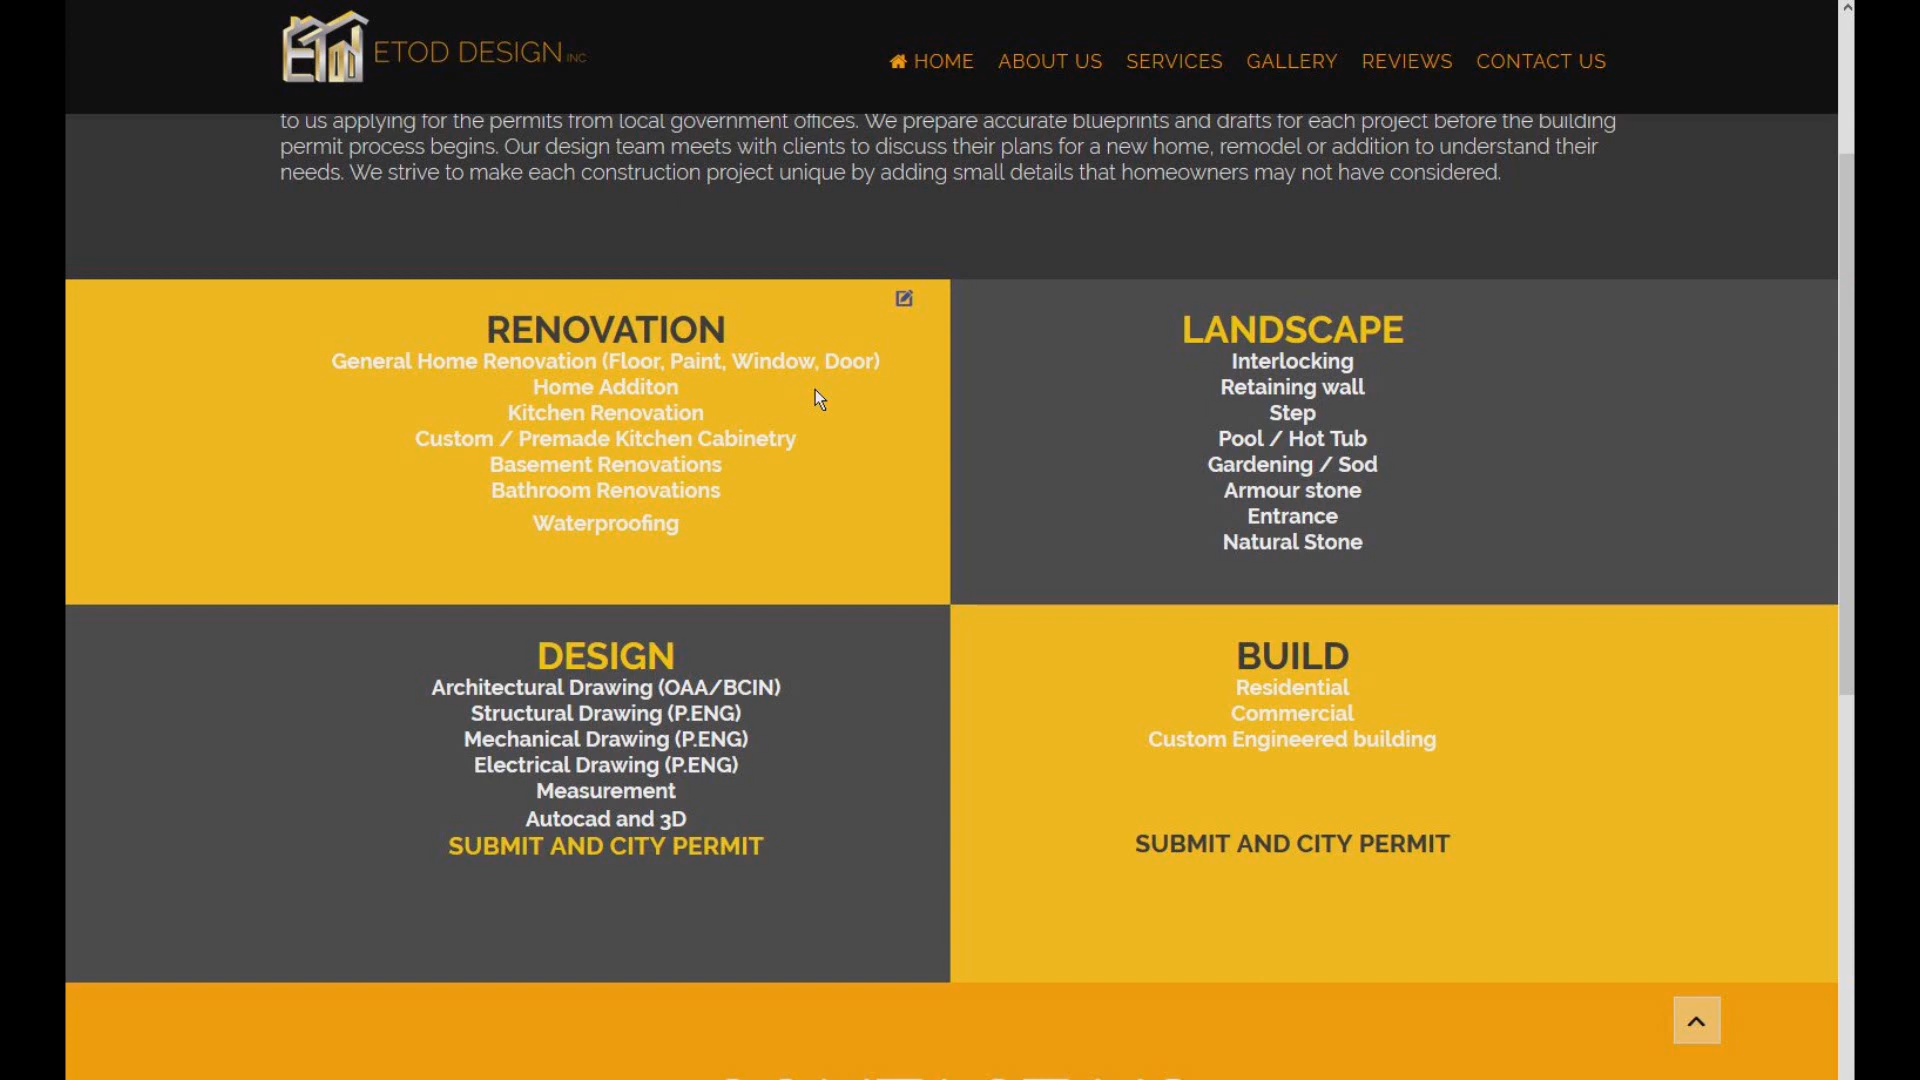 ETOD DESIGN INC
HOME ABOUT US SERVICES GALLERY REVIEWS CONTACT US
to us applying for the permits from local government offices. We prepare accurate blueprints and drafts for each project before the building
permit process begins. Our design team meets with clients to discuss their plans for a new home, remodel or addition to understand their
needs. We strive to make each construction project unique by adding small details that homeowners may not have considered.
RENOVATION
General Home Renovation (Floor, Paint, Window, Door)
Home Additon
Kitchen Renovation
Custom / Premade Kitchen Cabinetry
Basement Renovations
Bathroom Renovations
Waterproofing
LANDSCAPE
Interlocking
Retaining wall
Step
Pool / Hot Tub
Gardening / Sod
Armour stone
Entrance
Natural Stone
DESIGN
Architectural Drawing (OAA/BCIN)
Structural Drawing (P.ENG)
Mechanical Drawing (P.ENG)
Electrical Drawing (P.ENG)
Measurement
Autocad and 3D
SUBMIT AND CITY PERMIT
BUILD
Residential
Commercial
Custom Engineered building
SUBMIT AND CITY PERMIT